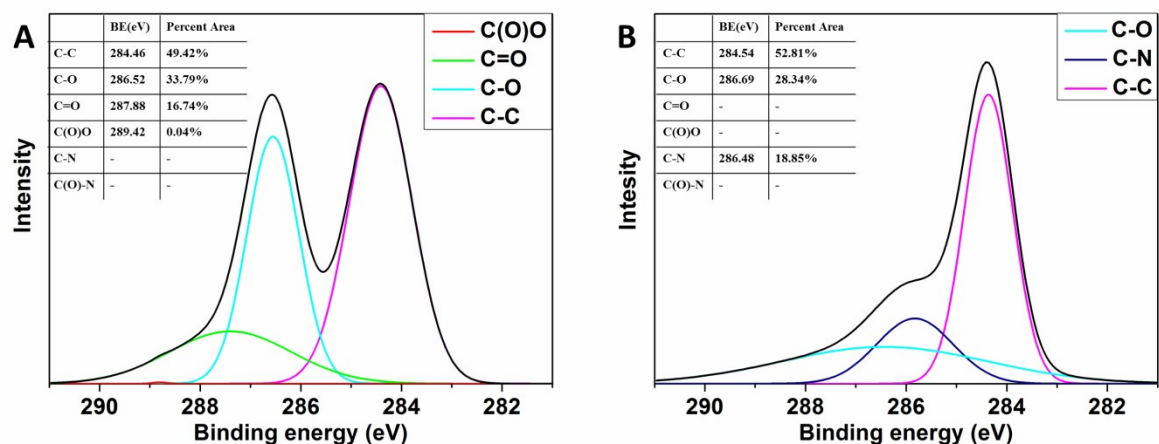 A
BE(eV) Percent Area
C-C 284.46 49.42%
C-O 286.52 33.79%
C=O 287.88 16.74%
C(O)O 289.42 0.04%
C-N - -
C(O)-N - -
C(O)O
C=O
C-O
C-C
Intensity
290 288 286 284 282
Binding energy (eV)
B
BE(eV) Percent Area
C-C 284.54 52.81%
C-O 286.69 28.34%
C=O - -
C(O)O - -
C-N 286.48 18.85%
C(O)-N - -
C-O
C-N
C-C
Intesity
290 288 286 284 282
Binding energy (eV)